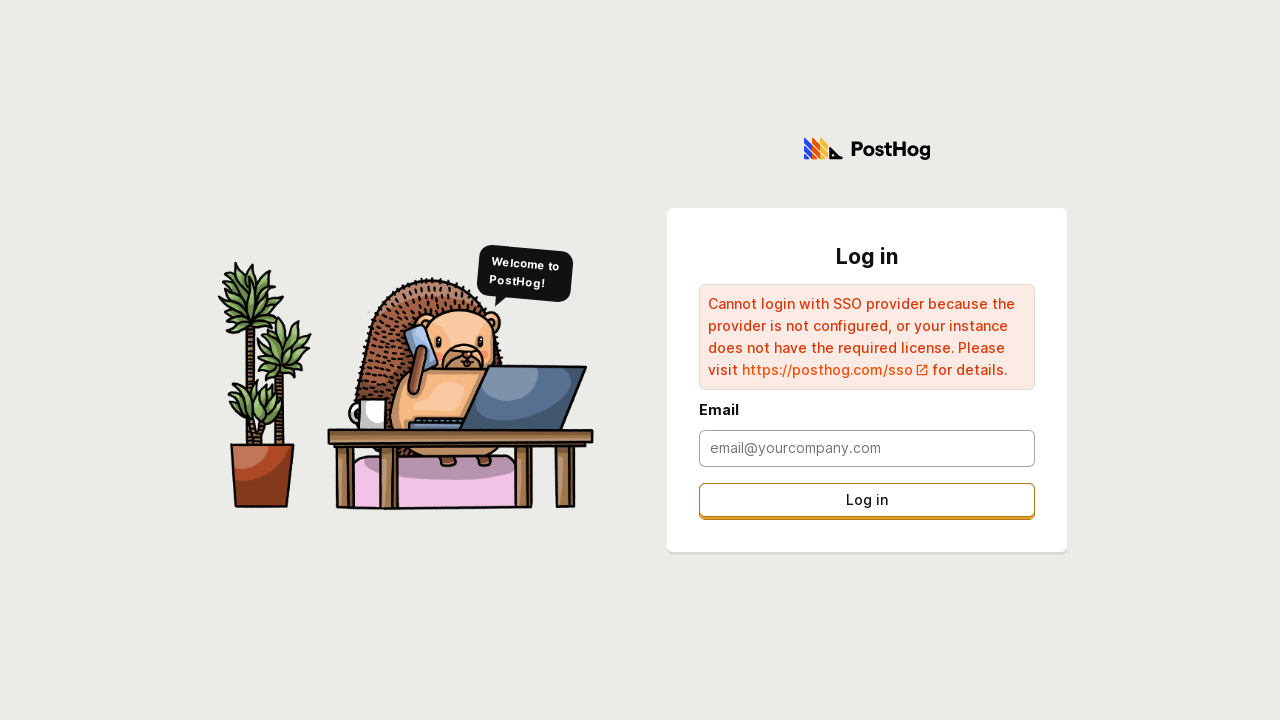 PostHog
Welcome to
PostHog!
Log in
Cannot login with SSO provider because the
provider is not configured, or your instance
does not have the required license. Please
visit https://posthog.com/sso for details.
Email
email@yourcompany.com
Log in